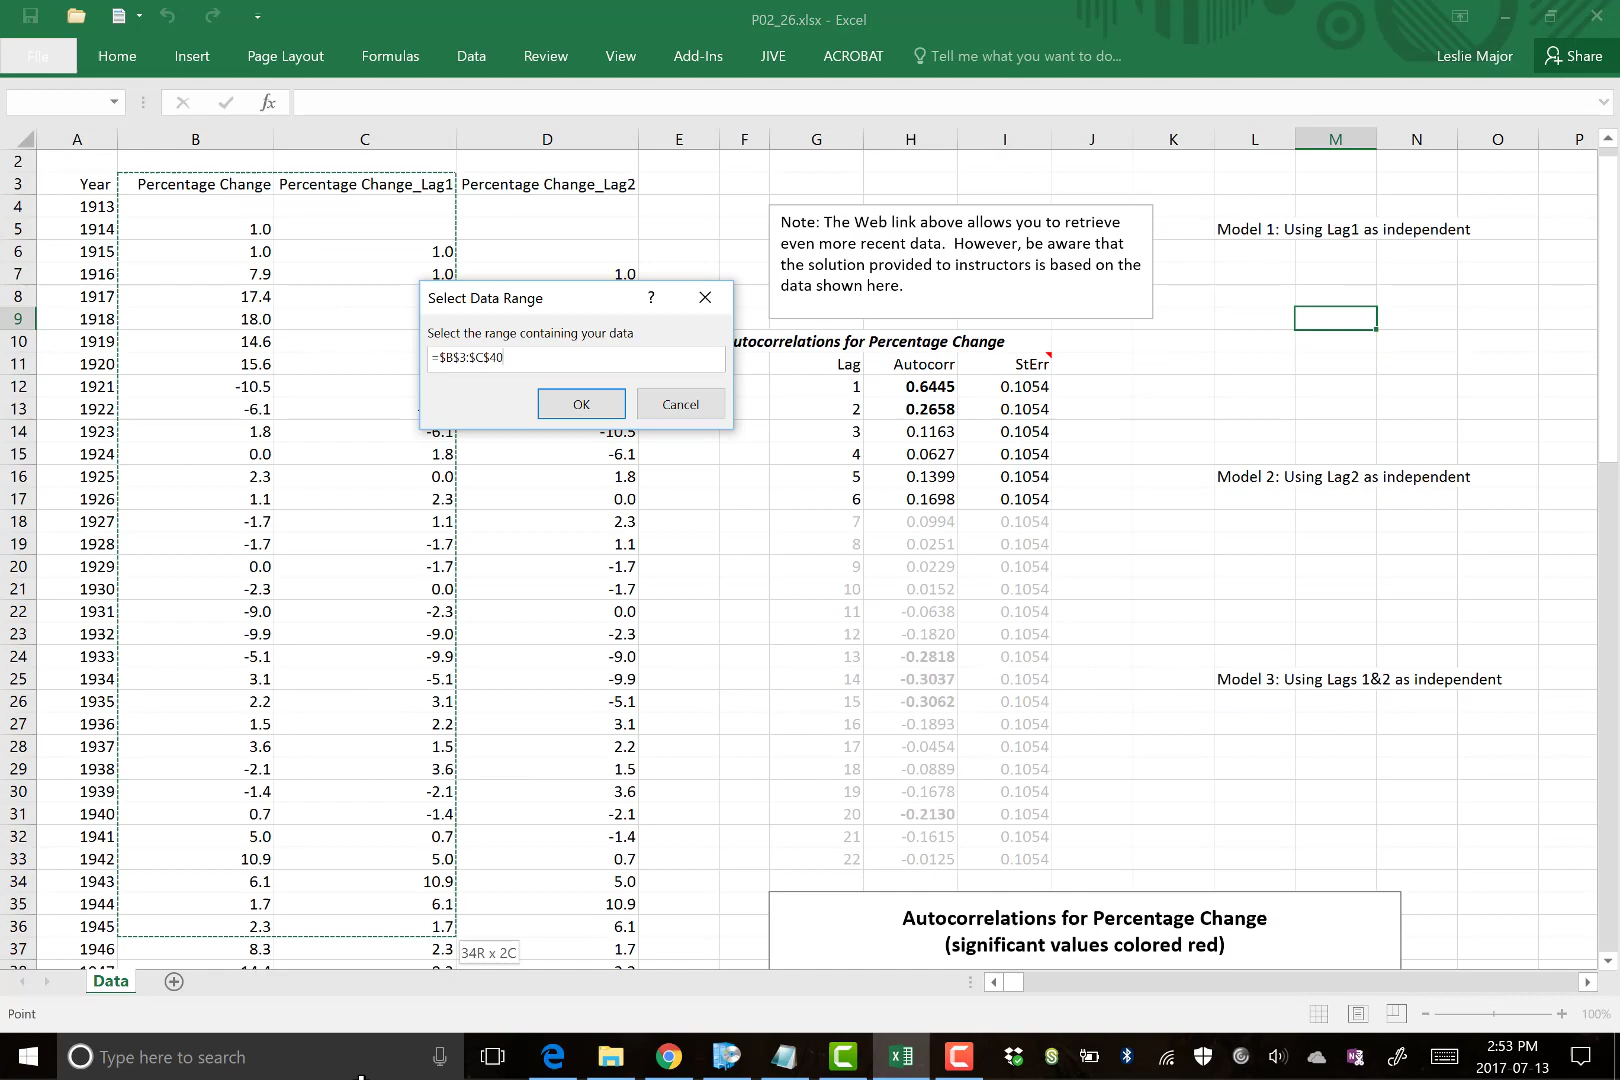 P02_26.xlsx - Excel
File Home Insert Page Layout Formulas Data Review View Add-Ins JIVE ACROBAT Tell me what you want to do... Leslie Major Share
fx
A B C D E F G H I J K L M N O P
2
3 Year Percentage Change Percentage Change_Lag1 Percentage Change_Lag2
4 1913
Note: The Web link above allows you to retrieve
even more recent data. However, be aware that
the solution provided to instructors is based on the
data shown here.
5 1914 1.0 Model 1: Using Lag1 as independent
6 1915 1.0 1.0
7 1916 7.9 1.0 1.0
8 1917 17.4
Select Data Range ? 
Select the range containing your data
=$B$3:$C$40
OK Cancel
9 1918 18.0
10 1919 14.6 utocorrelations for Percentage Change
11 1920 15.6 Lag Autocorr StErr
12 1921 -10.5 1 0.6445 0.1054
13 1922 -6.1 2 0.2658 0.1054
14 1923 1.8 -6.1 -10.5 3 0.1163 0.1054
15 1924 0.0 1.8 -6.1 4 0.0627 0.1054
16 1925 2.3 0.0 1.8 5 0.1399 0.1054 Model 2: Using Lag2 as independent
17 1926 1.1 2.3 0.0 6 0.1698 0.1054
18 1927 -1.7 1.1 2.3 7 0.0994 0.1054
19 1928 -1.7 -1.7 1.1 8 0.0251 0.1054
20 1929 0.0 -1.7 -1.7 9 0.0229 0.1054
21 1930 -2.3 0.0 -1.7 10 0.0152 0.1054
22 1931 -9.0 -2.3 0.0 11 -0.0638 0.1054
23 1932 -9.9 -9.0 -2.3 12 -0.1820 0.1054
24 1933 -5.1 -9.9 -9.0 13 -0.2818 0.1054
25 1934 3.1 -5.1 -9.9 14 -0.3037 0.1054 Model 3: Using Lags 1&2 as independent
26 1935 2.2 3.1 -5.1 15 -0.3062 0.1054
27 1936 1.5 2.2 3.1 16 -0.1893 0.1054
28 1937 3.6 1.5 2.2 17 -0.0454 0.1054
29 1938 -2.1 3.6 1.5 18 -0.0889 0.1054
30 1939 -1.4 -2.1 3.6 19 -0.1678 0.1054
31 1940 0.7 -1.4 -2.1 20 -0.2130 0.1054
32 1941 5.0 0.7 -1.4 21 -0.1615 0.1054
33 1942 10.9 5.0 0.7 22 -0.0125 0.1054
34 1943 6.1 10.9 5.0
35 1944 1.7 6.1 10.9
36 1945 2.3 1.7 6.1
37 1946 8.3 2.3 1.7
34R x 2C
Autocorrelations for Percentage Change
(significant values colored red)
Data
Point 100%
Type here to search
2:53 PM
2017-07-13